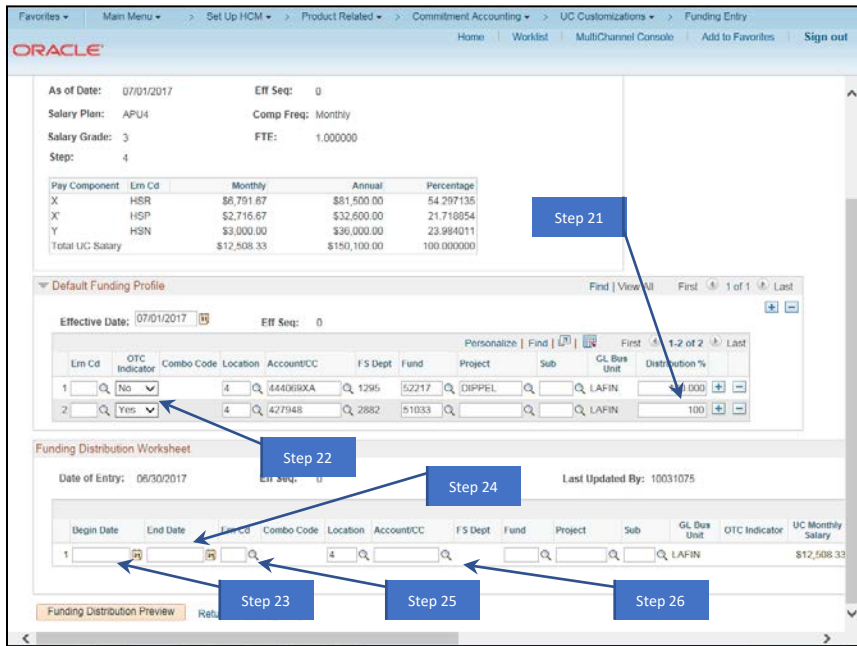 Favorites Main Menu > Set Up HCM > Product Related > Commitment Accounting > UC Customizations > Funding Entry
Home Worklist MultiChannel Console Add to Favorites Sign out
ORACLE
As of Date: 07/01/2017 Eff Seq: 0
Salary Plan: APU4 Comp Freq: Monthly
Salary Grade: 3 FTE: 1.000000
Step: 4
Pay Component Ern Cd Monthly Annual Percentage
X HSR $6,791.67 $81,500.00 54.297135
X' HSP $2,716.67 $32,600.00 21.718854
Y HSN $3,000.00 $36,000.00 23.984011
Total UC Salary $12,508.33 $150,100.00 100.000000
Step 21
Default Funding Profile Find | View All First 1 of 1 Last
Effective Date: 07/01/2017 Eff Seq: 0
Personalize | Find | First 1-2 of 2 Last
Ern Cd OTC Indicator Combo Code Location Account/CC FS Dept Fund Project Sub GL Bus Unit Distribution %
1 No 4 444069XA 1295 52217 DIPPEL LAFIN
2 Yes 4 427948 2882 51033 LAFIN 100
Step 22
Funding Distribution Worksheet
Step 24
Date of Entry: 06/30/2017 Eff Seq: 0 Last Updated By: 10031075
Begin Date End Date Ern Cd Combo Code Location Account/CC FS Dept Fund Project Sub GL Bus Unit OTC Indicator UC Monthly Salary
1 4 LAFIN $12,508.33
Step 23 Step 25 Step 26
Funding Distribution Preview